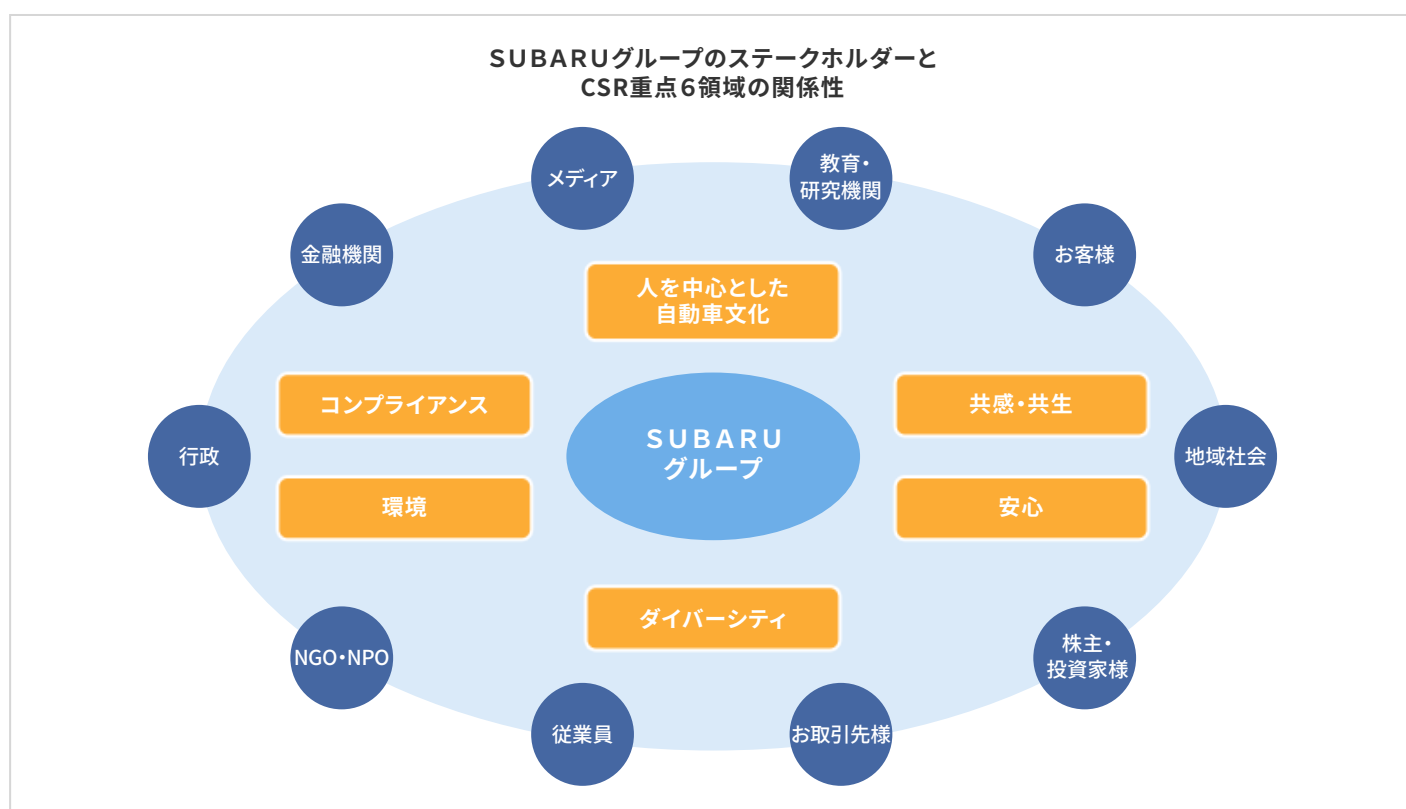 SUBARUグループのステークホルダーと
CSR重点6領域の関係性
メディア
教育・
研究機関
金融機関
お客様
人を中心とした
自動車文化
コンプライアンス
共感・共生
SUBARU
グループ
行政
地域社会
環境
安心
ダイバーシティ
NGO・NPO
株主・
投資家様
従業員
お取引先様